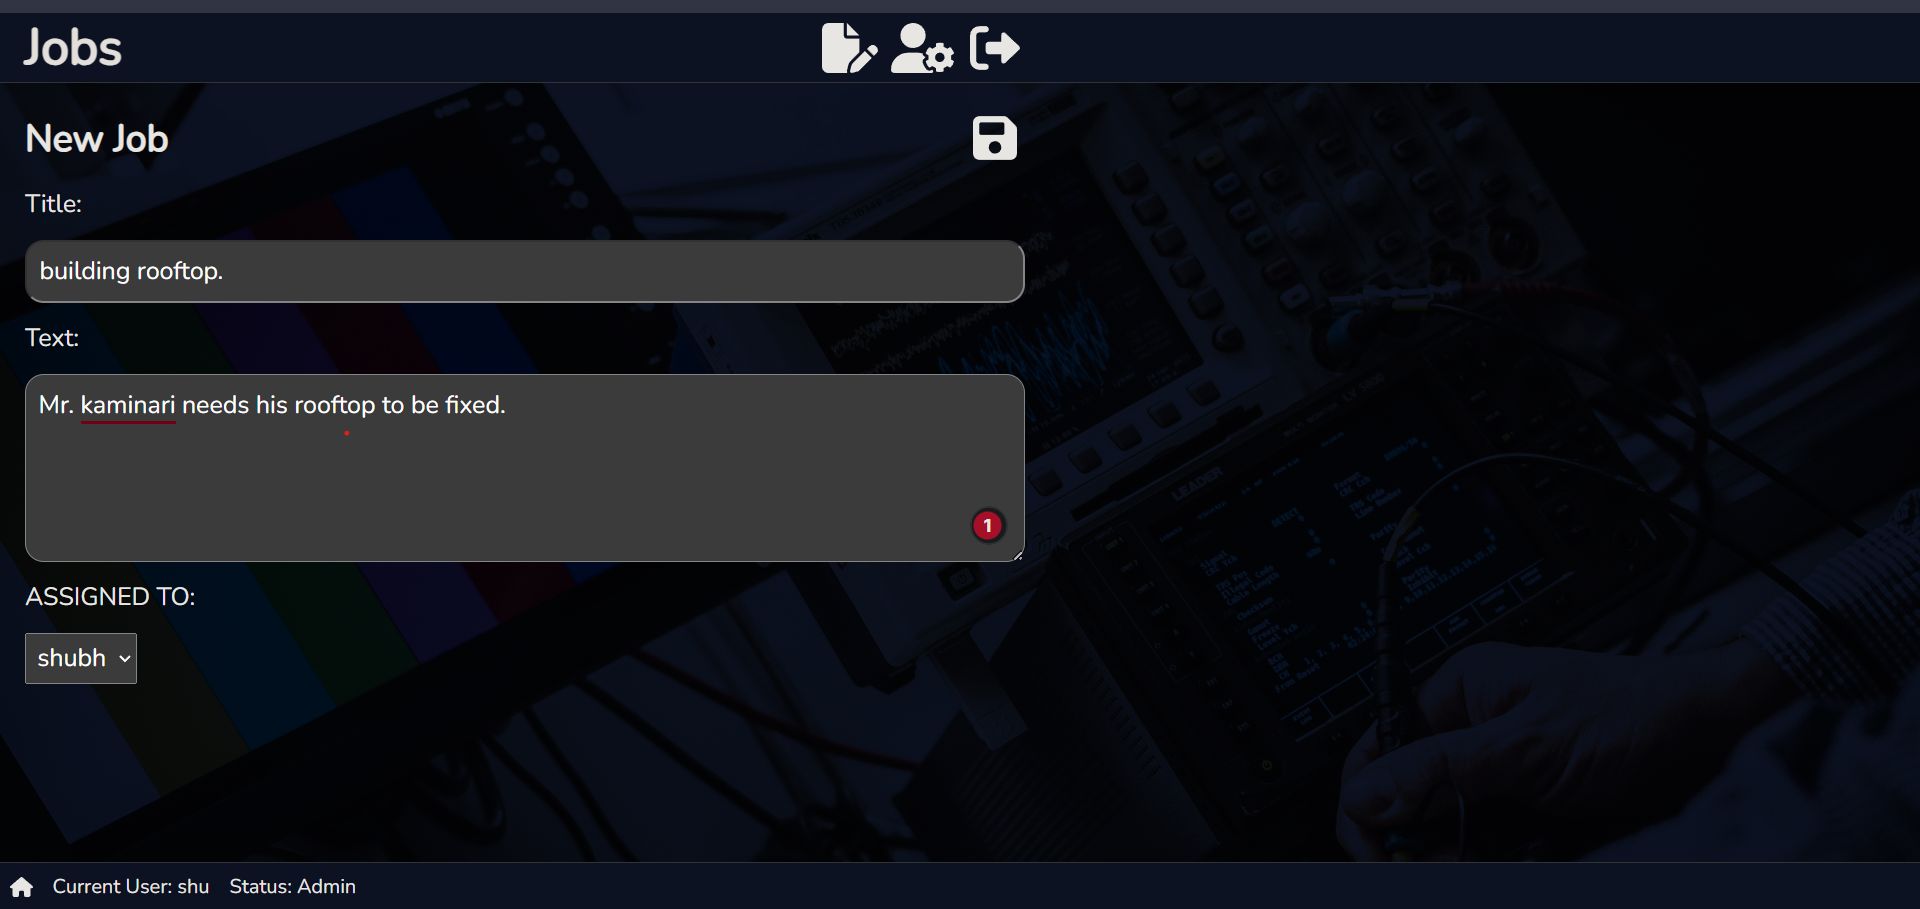 Jobs
New Job
Title:
building rooftop.
Text:
Mr. kaminari needs his rooftop to be fixed.
1
ASSIGNED TO:
shubh
LEADER
Current User: shu Status: Admin